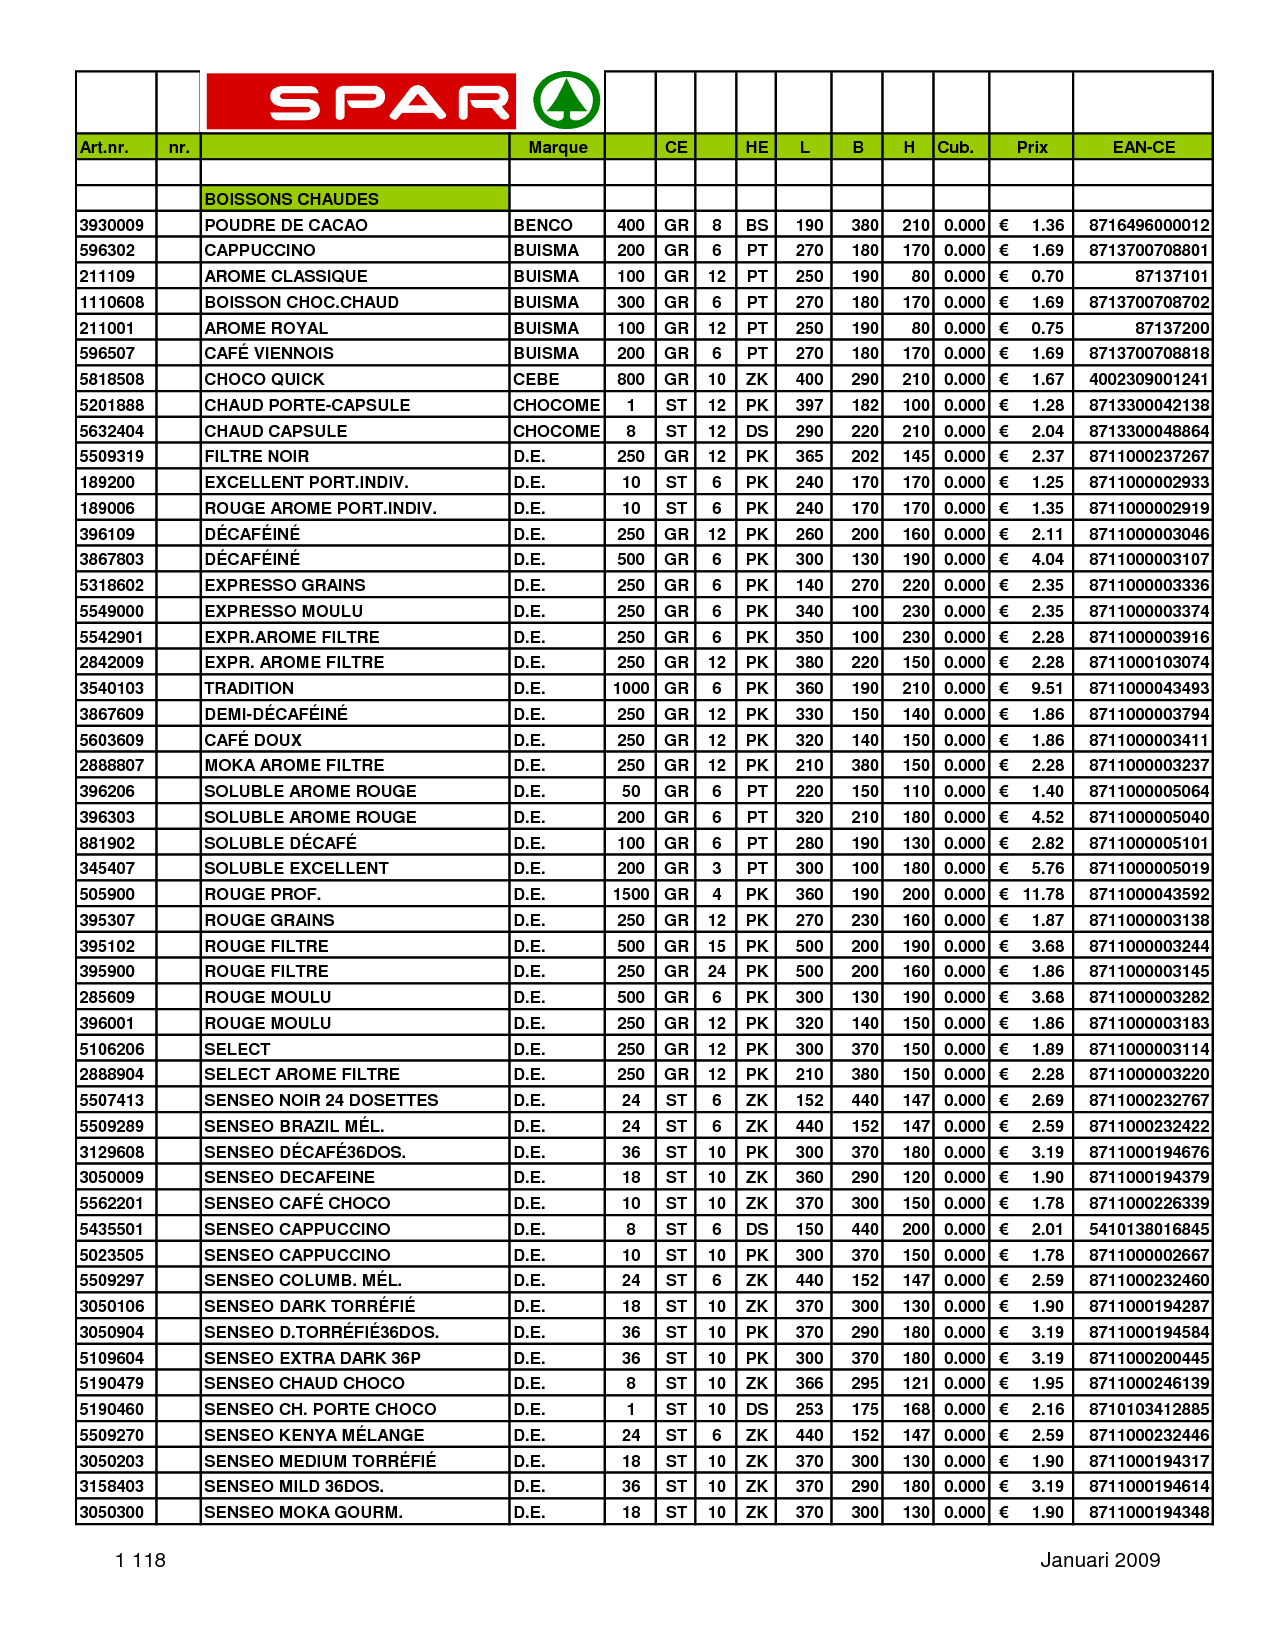 SPAR
Art.nr. nr. Marque CE HE L B H Cub. Prix EAN-CE
BOISSONS CHAUDES
3930009 POUDRE DE CACAO BENCO 400 GR 8 BS 190 380 210 0.000 € 1.36 8716496000012
596302 CAPPUCCINO BUISMA 200 GR 6 PT 270 180 170 0.000 € 1.69 8713700708801
211109 AROME CLASSIQUE BUISMA 100 GR 12 PT 250 190 80 0.000 € 0.70 87137101
1110608 BOISSON CHOC.CHAUD BUISMA 300 GR 6 PT 270 180 170 0.000 € 1.69 8713700708702
211001 AROME ROYAL BUISMA 100 GR 12 PT 250 190 80 0.000 € 0.75 87137200
596507 CAFÉ VIENNOIS BUISMA 200 GR 6 PT 270 180 170 0.000 € 1.69 8713700708818
5818508 CHOCO QUICK CEBE 800 GR 10 ZK 400 290 210 0.000 € 1.67 4002309001241
5201888 CHAUD PORTE-CAPSULE CHOCOME 1 ST 12 PK 397 182 100 0.000 € 1.28 8713300042138
5632404 CHAUD CAPSULE CHOCOME 8 ST 12 DS 290 220 210 0.000 € 2.04 8713300048864
5509319 FILTRE NOIR D.E. 250 GR 12 PK 365 202 145 0.000 € 2.37 8711000237267
189200 EXCELLENT PORT.INDIV. D.E. 10 ST 6 PK 240 170 170 0.000 € 1.25 8711000002933
189006 ROUGE AROME PORT.INDIV. D.E. 10 ST 6 PK 240 170 170 0.000 € 1.35 8711000002919
396109 DÉCAFÉINÉ D.E. 250 GR 12 PK 260 200 160 0.000 € 2.11 8711000003046
3867803 DÉCAFÉINÉ D.E. 500 GR 6 PK 300 130 190 0.000 € 4.04 8711000003107
5318602 EXPRESSO GRAINS D.E. 250 GR 6 PK 140 270 220 0.000 € 2.35 8711000003336
5549000 EXPRESSO MOULU D.E. 250 GR 6 PK 340 100 230 0.000 € 2.35 8711000003374
5542901 EXPR.AROME FILTRE D.E. 250 GR 6 PK 350 100 230 0.000 € 2.28 8711000003916
2842009 EXPR. AROME FILTRE D.E. 250 GR 12 PK 380 220 150 0.000 € 2.28 8711000103074
3540103 TRADITION D.E. 1000 GR 6 PK 360 190 210 0.000 € 9.51 8711000043493
3867609 DEMI-DÉCAFÉINÉ D.E. 250 GR 12 PK 330 150 140 0.000 € 1.86 8711000003794
5603609 CAFÉ DOUX D.E. 250 GR 12 PK 320 140 150 0.000 € 1.86 8711000003411
2888807 MOKA AROME FILTRE D.E. 250 GR 12 PK 210 380 150 0.000 € 2.28 8711000003237
396206 SOLUBLE AROME ROUGE D.E. 50 GR 6 PT 220 150 110 0.000 € 1.40 8711000005064
396303 SOLUBLE AROME ROUGE D.E. 200 GR 6 PT 320 210 180 0.000 € 4.52 8711000005040
881902 SOLUBLE DÉCAFÉ D.E. 100 GR 6 PT 280 190 130 0.000 € 2.82 8711000005101
345407 SOLUBLE EXCELLENT D.E. 200 GR 3 PT 300 100 180 0.000 € 5.76 8711000005019
505900 ROUGE PROF. D.E. 1500 GR 4 PK 360 190 200 0.000 € 11.78 8711000043592
395307 ROUGE GRAINS D.E. 250 GR 12 PK 270 230 160 0.000 € 1.87 8711000003138
395102 ROUGE FILTRE D.E. 500 GR 15 PK 500 200 190 0.000 € 3.68 8711000003244
395900 ROUGE FILTRE D.E. 250 GR 24 PK 500 200 160 0.000 € 1.86 8711000003145
285609 ROUGE MOULU D.E. 500 GR 6 PK 300 130 190 0.000 € 3.68 8711000003282
396001 ROUGE MOULU D.E. 250 GR 12 PK 320 140 150 0.000 € 1.86 8711000003183
5106206 SELECT D.E. 250 GR 12 PK 300 370 150 0.000 € 1.89 8711000003114
2888904 SELECT AROME FILTRE D.E. 250 GR 12 PK 210 380 150 0.000 € 2.28 8711000003220
5507413 SENSEO NOIR 24 DOSETTES D.E. 24 ST 6 ZK 152 440 147 0.000 € 2.69 8711000232767
5509289 SENSEO BRAZIL MÉL. D.E. 24 ST 6 ZK 440 152 147 0.000 € 2.59 8711000232422
3129608 SENSEO DÉCAFÉ36DOS. D.E. 36 ST 10 PK 300 370 180 0.000 € 3.19 8711000194676
3050009 SENSEO DECAFEINE D.E. 18 ST 10 ZK 360 290 120 0.000 € 1.90 8711000194379
5562201 SENSEO CAFÉ CHOCO D.E. 10 ST 10 ZK 370 300 150 0.000 € 1.78 8711000226339
5435501 SENSEO CAPPUCCINO D.E. 8 ST 6 DS 150 440 200 0.000 € 2.01 5410138016845
5023505 SENSEO CAPPUCCINO D.E. 10 ST 10 PK 300 370 150 0.000 € 1.78 8711000002667
5509297 SENSEO COLUMB. MÉL. D.E. 24 ST 6 ZK 440 152 147 0.000 € 2.59 8711000232460
3050106 SENSEO DARK TORRÉFIÉ D.E. 18 ST 10 ZK 370 300 130 0.000 € 1.90 8711000194287
3050904 SENSEO D.TORRÉFIÉ36DOS. D.E. 36 ST 10 PK 370 290 180 0.000 € 3.19 8711000194584
5109604 SENSEO EXTRA DARK 36P D.E. 36 ST 10 PK 300 370 180 0.000 € 3.19 8711000200445
5190479 SENSEO CHAUD CHOCO D.E. 8 ST 10 ZK 366 295 121 0.000 € 1.95 8711000246139
5190460 SENSEO CH. PORTE CHOCO D.E. 1 ST 10 DS 253 175 168 0.000 € 2.16 8710103412885
5509270 SENSEO KENYA MÉLANGE D.E. 24 ST 6 ZK 440 152 147 0.000 € 2.59 8711000232446
3050203 SENSEO MEDIUM TORRÉFIÉ D.E. 18 ST 10 ZK 370 300 130 0.000 € 1.90 8711000194317
3158403 SENSEO MILD 36DOS. D.E. 36 ST 10 ZK 370 290 180 0.000 € 3.19 8711000194614
3050300 SENSEO MOKA GOURM. D.E. 18 ST 10 ZK 370 300 130 0.000 € 1.90 8711000194348
1 118 Januari 2009